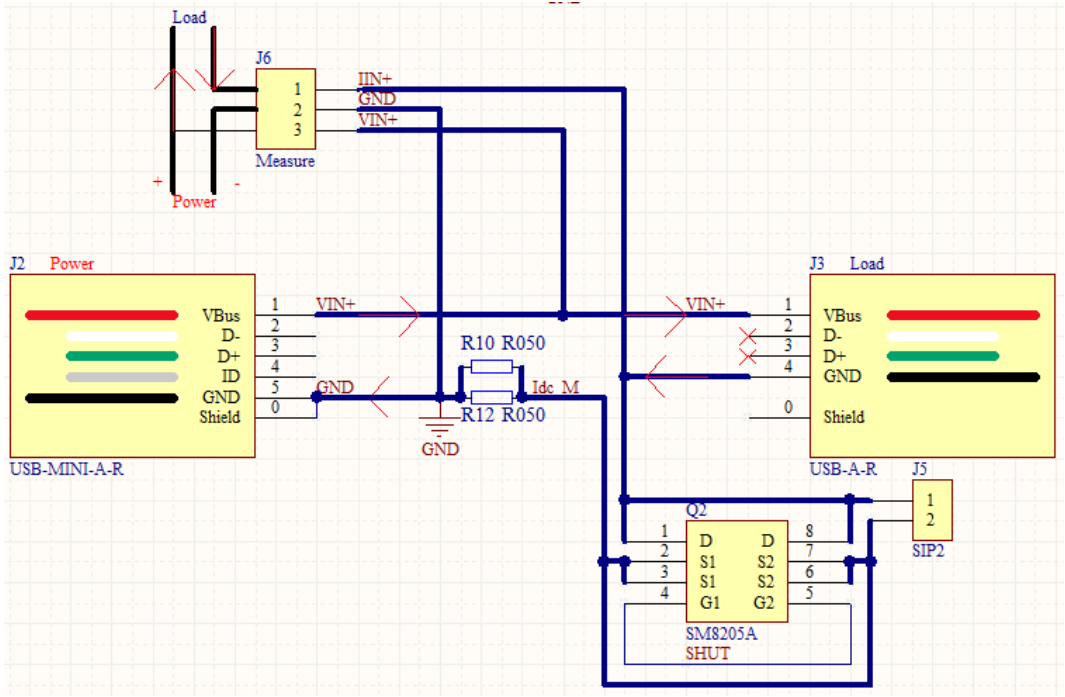 Load
J6
1 IIN+
2 GND
3 VIN+
Measure
+ -
Power
J2 Power
J3 Load
VBus 1 VIN+
D- 2
D+ 3
ID 4
GND 5 GND
Shield 0
USB-MINI-A-R
R10 R050
R12 R050
Idc_M
GND
VIN+ 1 VBus
2 D-
3 D+
4 GND
0 Shield
USB-A-R
J5
1
2
SIP2
Q2
1 D D 8
2 S1 S2 7
3 S1 S2 6
4 G1 G2 5
SM8205A
SHUT